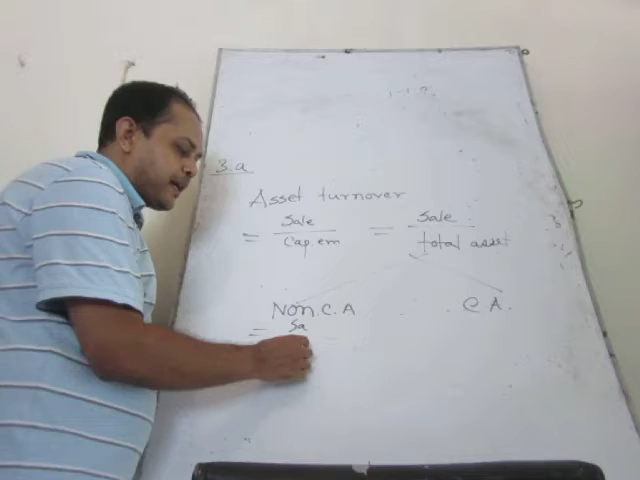 3.a
Asset turnover
= Sale / Cap. em = Sale / total asset
Non. C. A C A.
= Sa